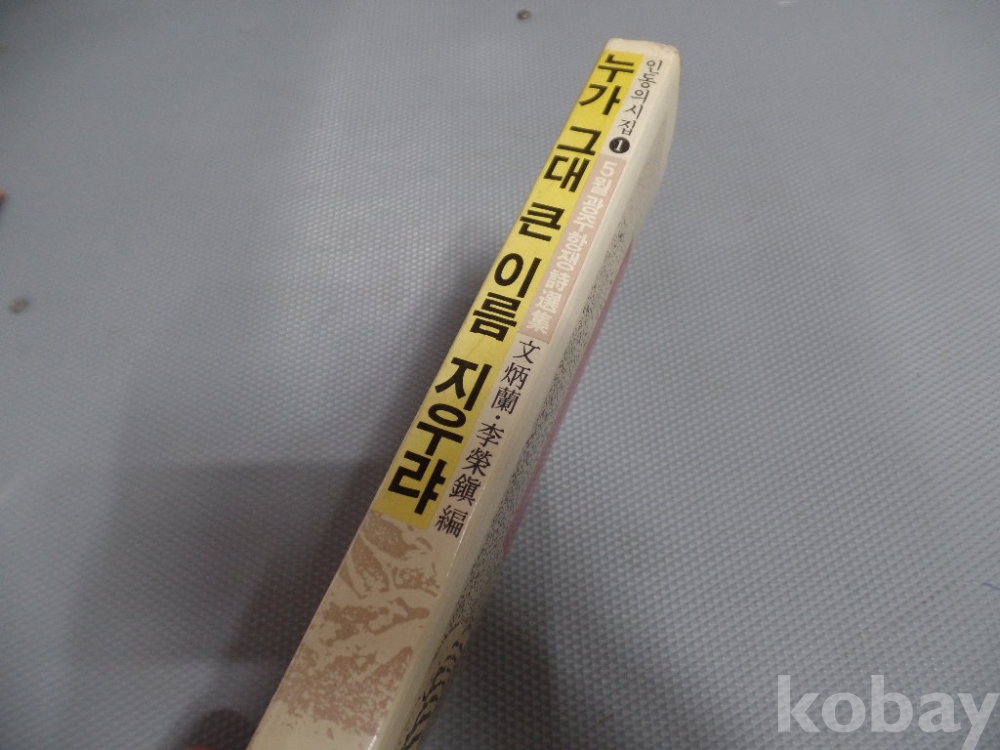 인동의 시집 1
5월광주항쟁詩選集
누가 그대 큰 이름 지우랴
文炳蘭·李榮鎭 編
kobay